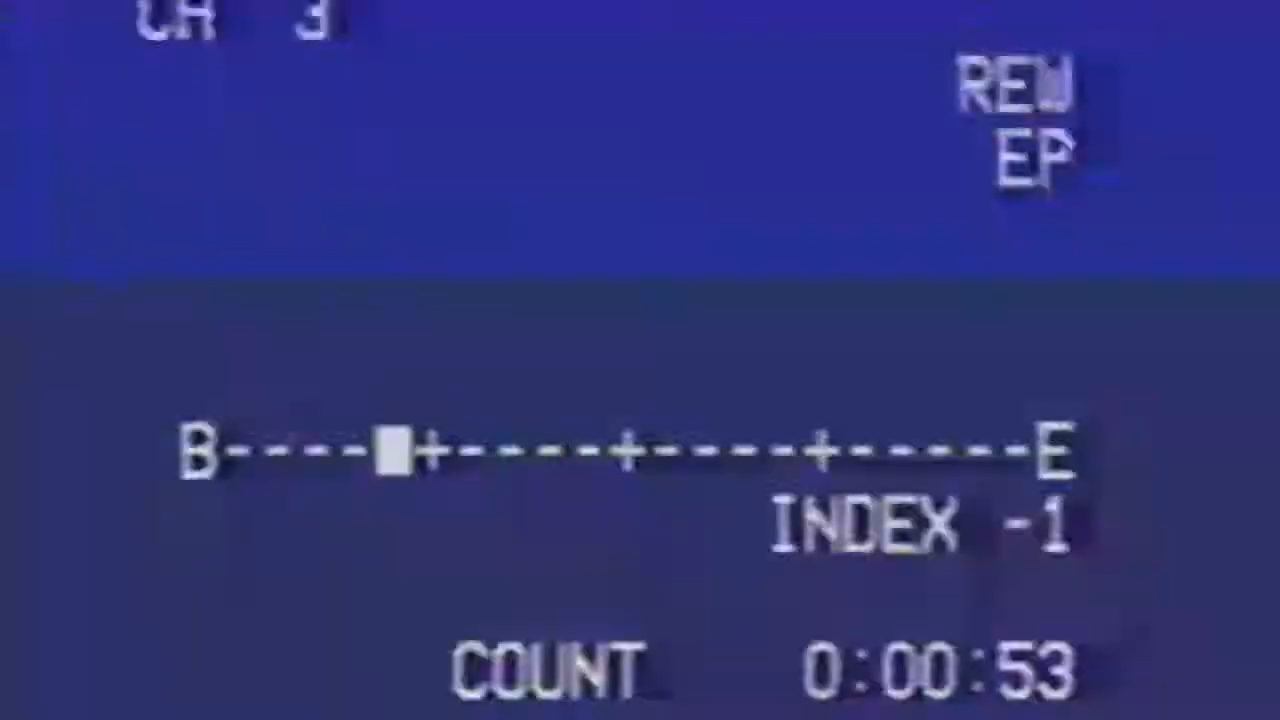 CH 3
REW
EP
B----■+-----+-----+-----E
INDEX -1
COUNT 0:00:53